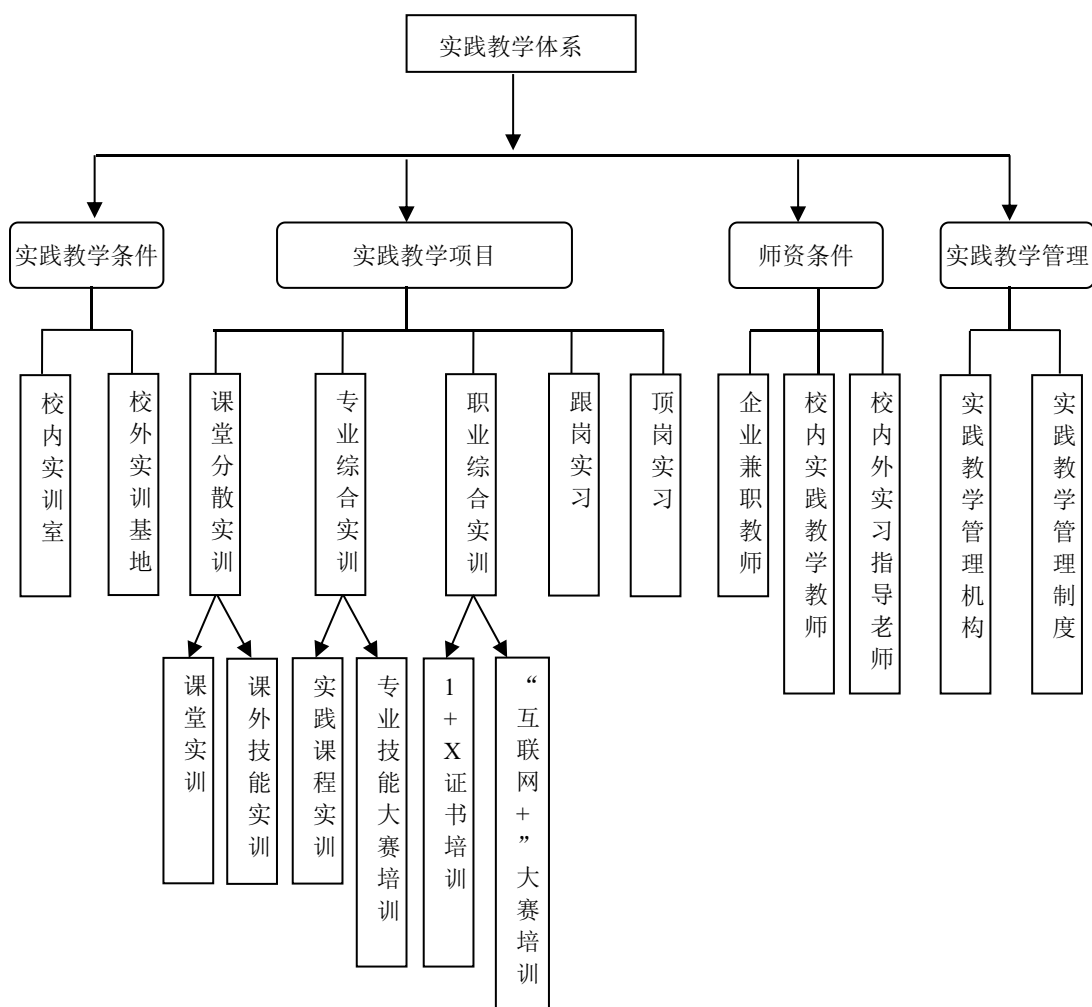 实践教学体系
实践教学条件
实践教学项目
师资条件
实践教学管理
校内实训室
校外实训基地
课堂分散实训
专业综合实训
职业综合实训
跟岗实习
顶岗实习
企业兼职教师
校内实践教学教师
校内外实习指导老师
实践教学管理机构
实践教学管理制度
课堂实训
课外技能实训
实践课程实训
专业技能大赛培训
1+X证书培训
“互联网+”大赛培训